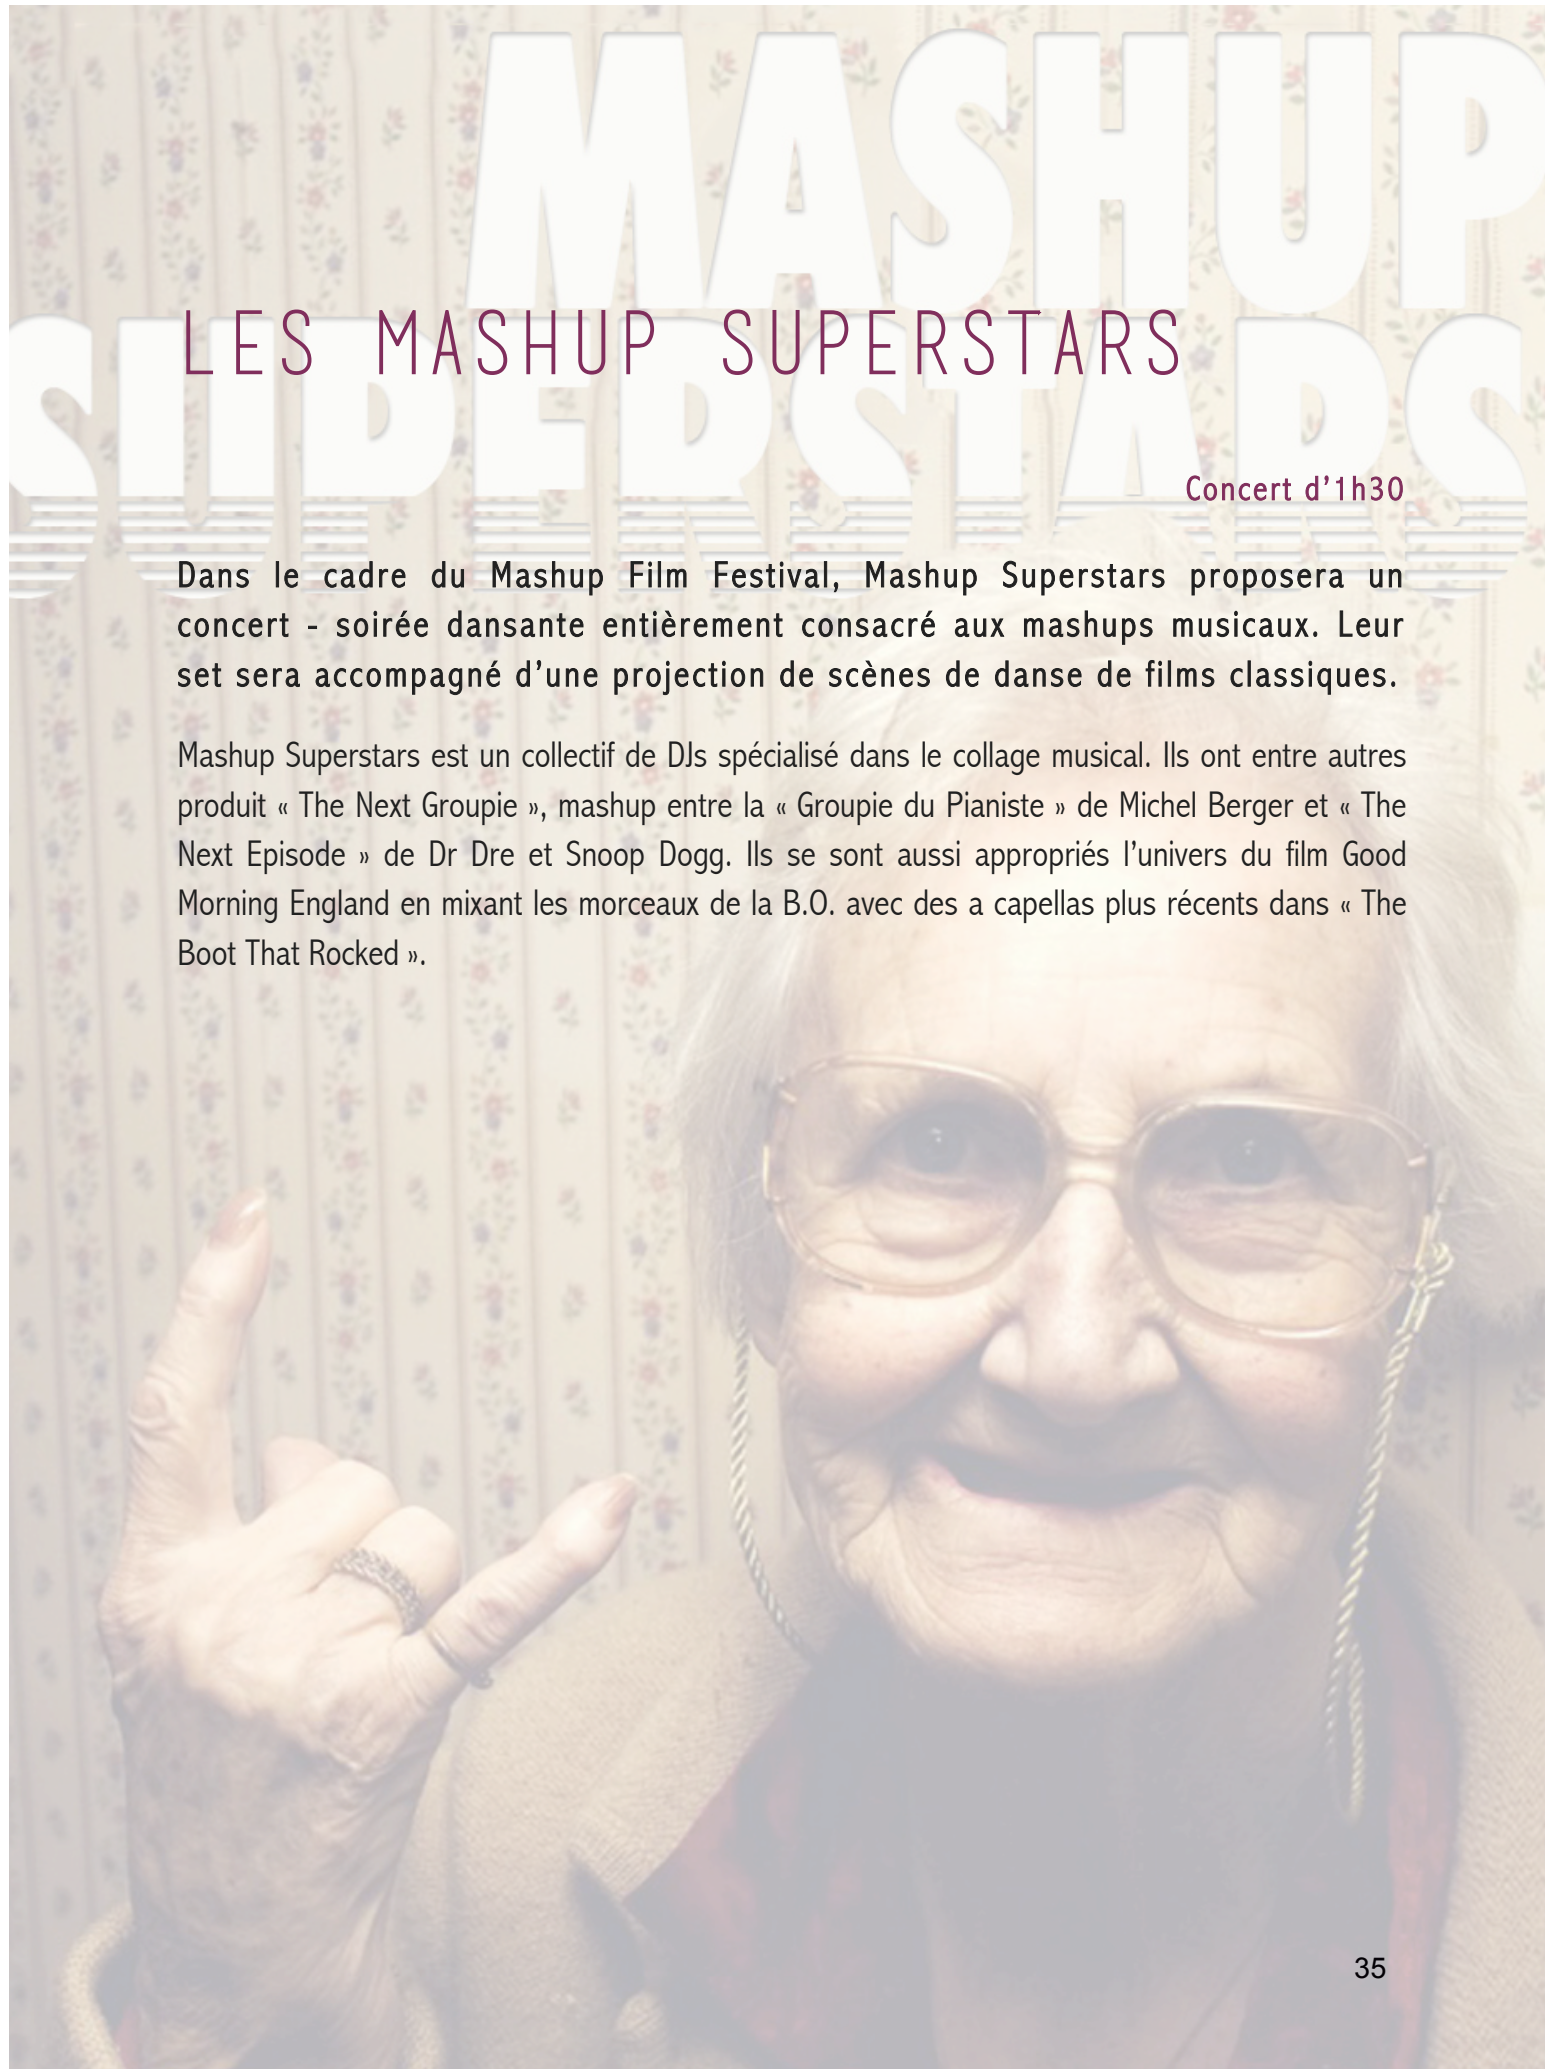 MASHUP
SUPERSTARS
LES MASHUP SUPERSTARS
Concert d’1h30
Dans le cadre du Mashup Film Festival, Mashup Superstars proposera un
concert - soirée dansante entièrement consacré aux mashups musicaux. Leur
set sera accompagné d’une projection de scènes de danse de films classiques.
Mashup Superstars est un collectif de DJs spécialisé dans le collage musical. Ils ont entre autres
produit « The Next Groupie », mashup entre la « Groupie du Pianiste » de Michel Berger et « The
Next Episode » de Dr Dre et Snoop Dogg. Ils se sont aussi appropriés l’univers du film Good
Morning England en mixant les morceaux de la B.O. avec des a capellas plus récents dans « The
Boot That Rocked ».
35